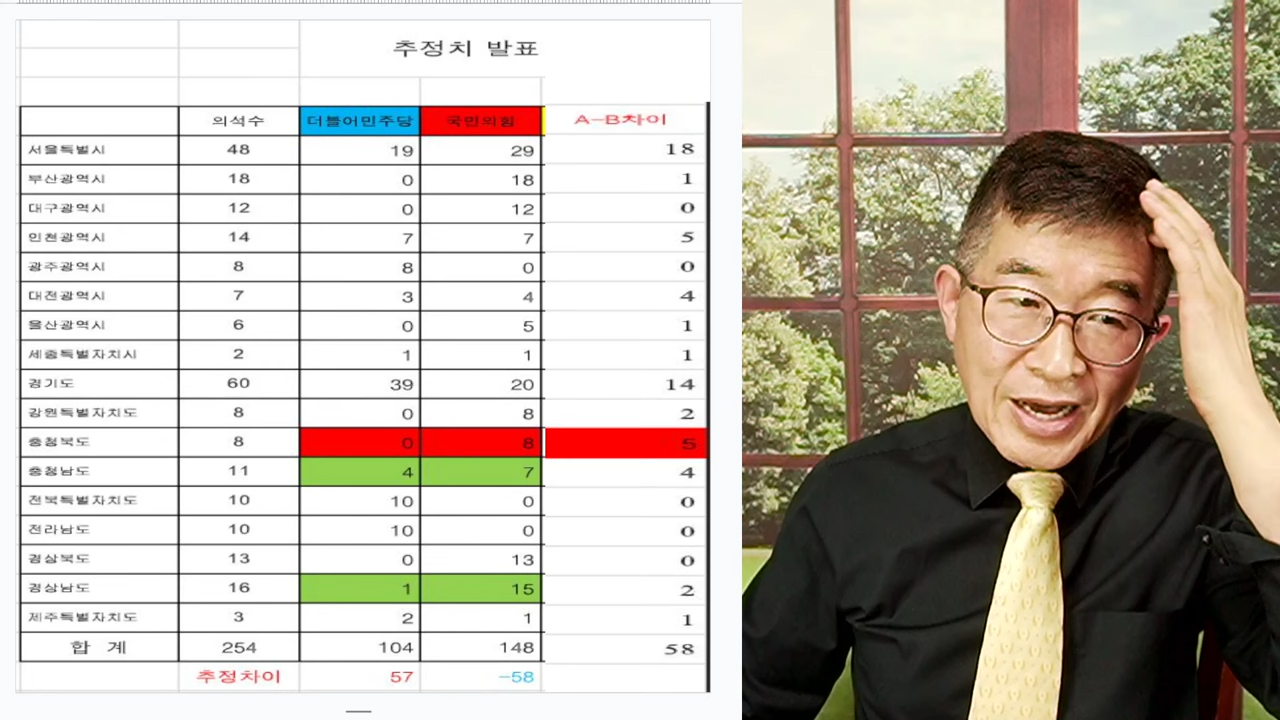 추정치 발표
의석수 더불어민주당 국민의힘 A-B차이
서울특별시 48 19 29 18
부산광역시 18 0 18 1
대구광역시 12 0 12 0
인천광역시 14 7 7 5
광주광역시 8 8 0 0
대전광역시 7 3 4 4
울산광역시 6 0 5 1
세종특별자치시 2 1 1 1
경기도 60 39 20 14
강원특별자치도 8 0 8 2
충청북도 8 0 8 5
충청남도 11 4 7 4
전북특별자치도 10 10 0 0
전라남도 10 10 0 0
경상북도 13 0 13 0
경상남도 16 1 15 2
제주특별자치도 3 2 1 1
합 계 254 104 148 58
추정차이 57 -58